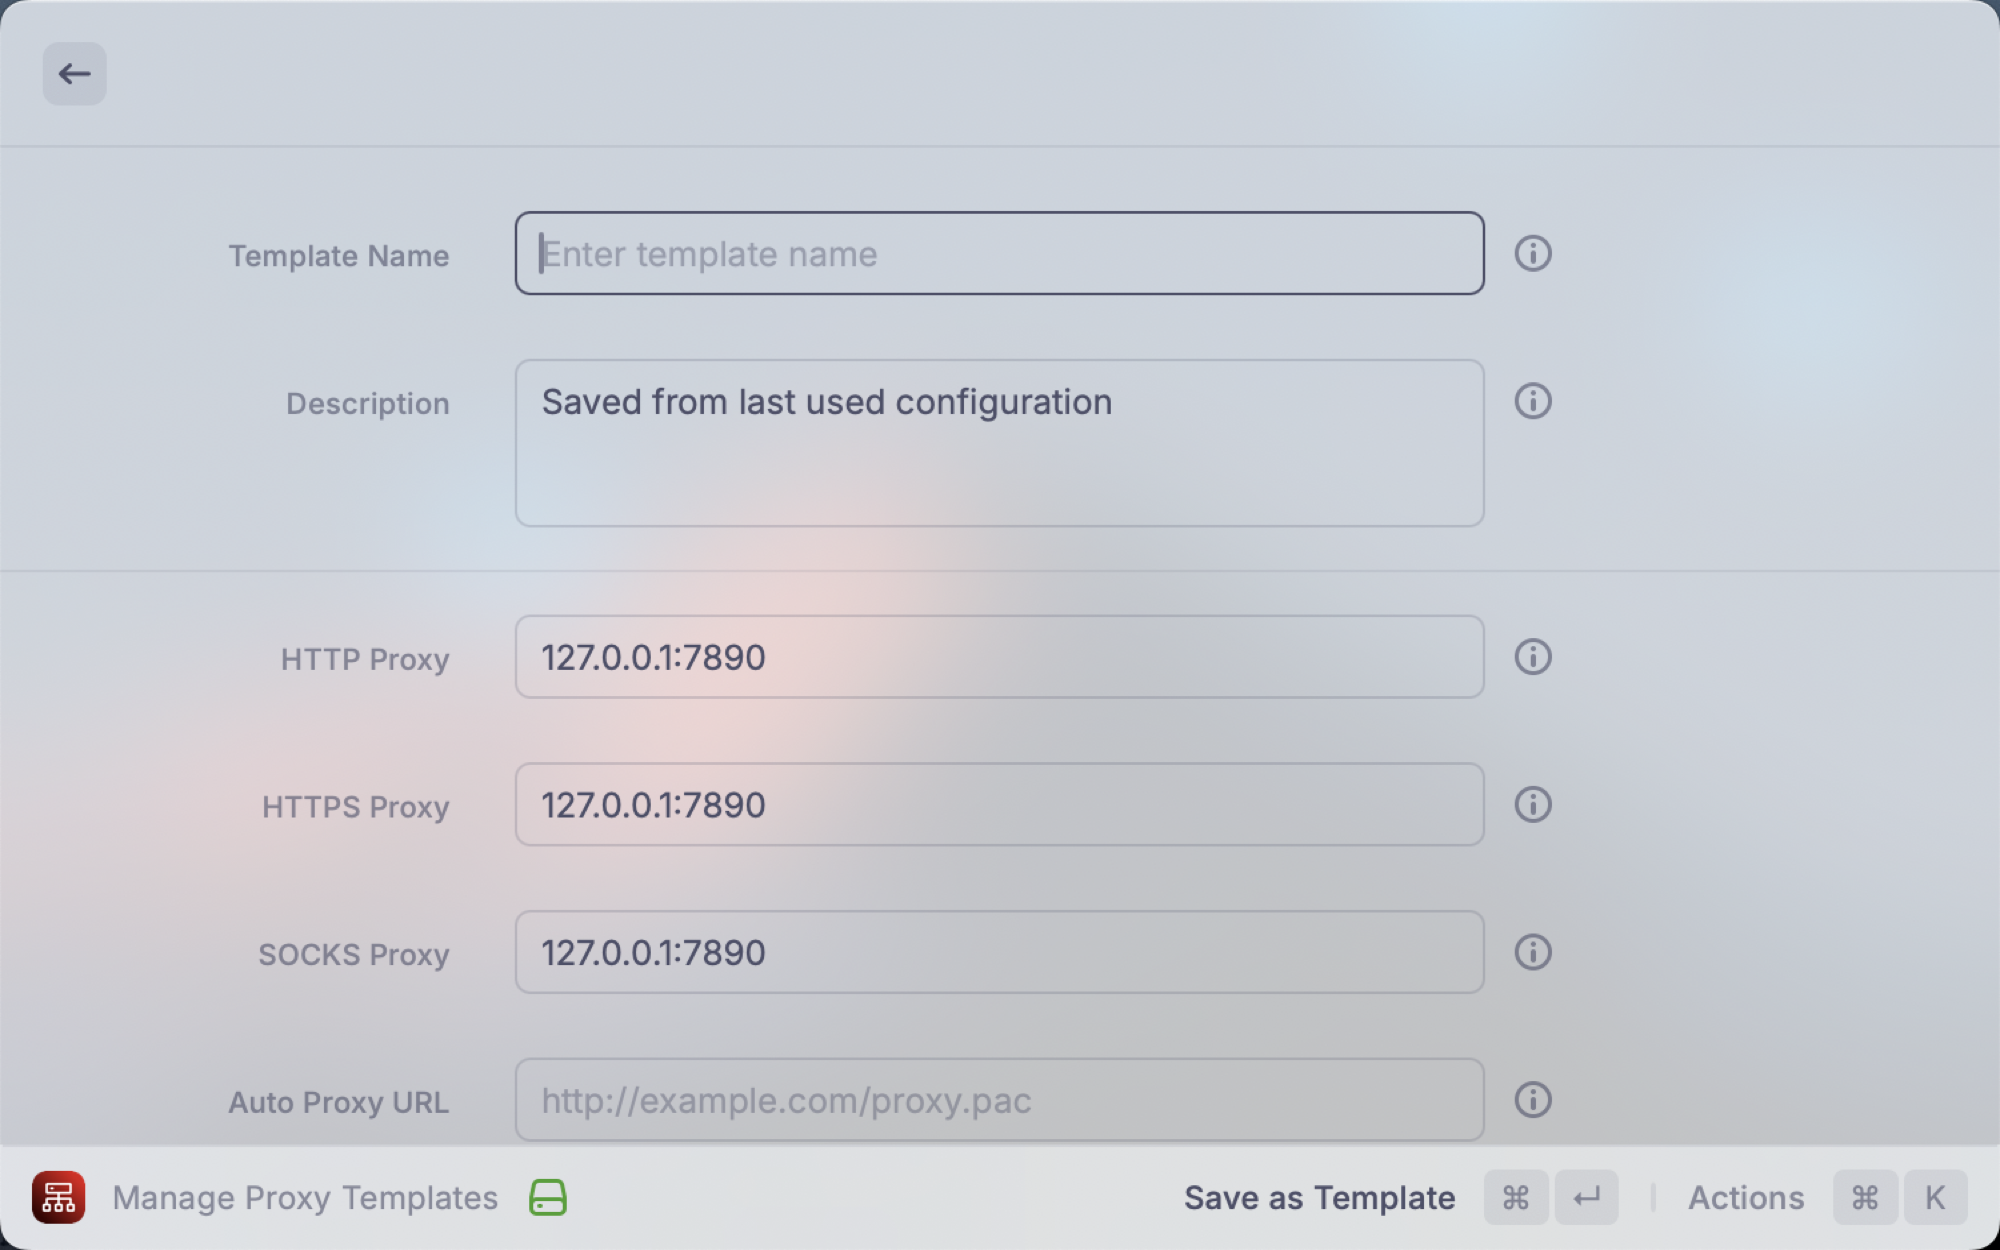 Template Name
Enter template name
Description
Saved from last used configuration
HTTP Proxy
127.0.0.1:7890
HTTPS Proxy
127.0.0.1:7890
SOCKS Proxy
127.0.0.1:7890
Auto Proxy URL
http://example.com/proxy.pac
Manage Proxy Templates
Save as Template ⌘ ↵
Actions ⌘ K